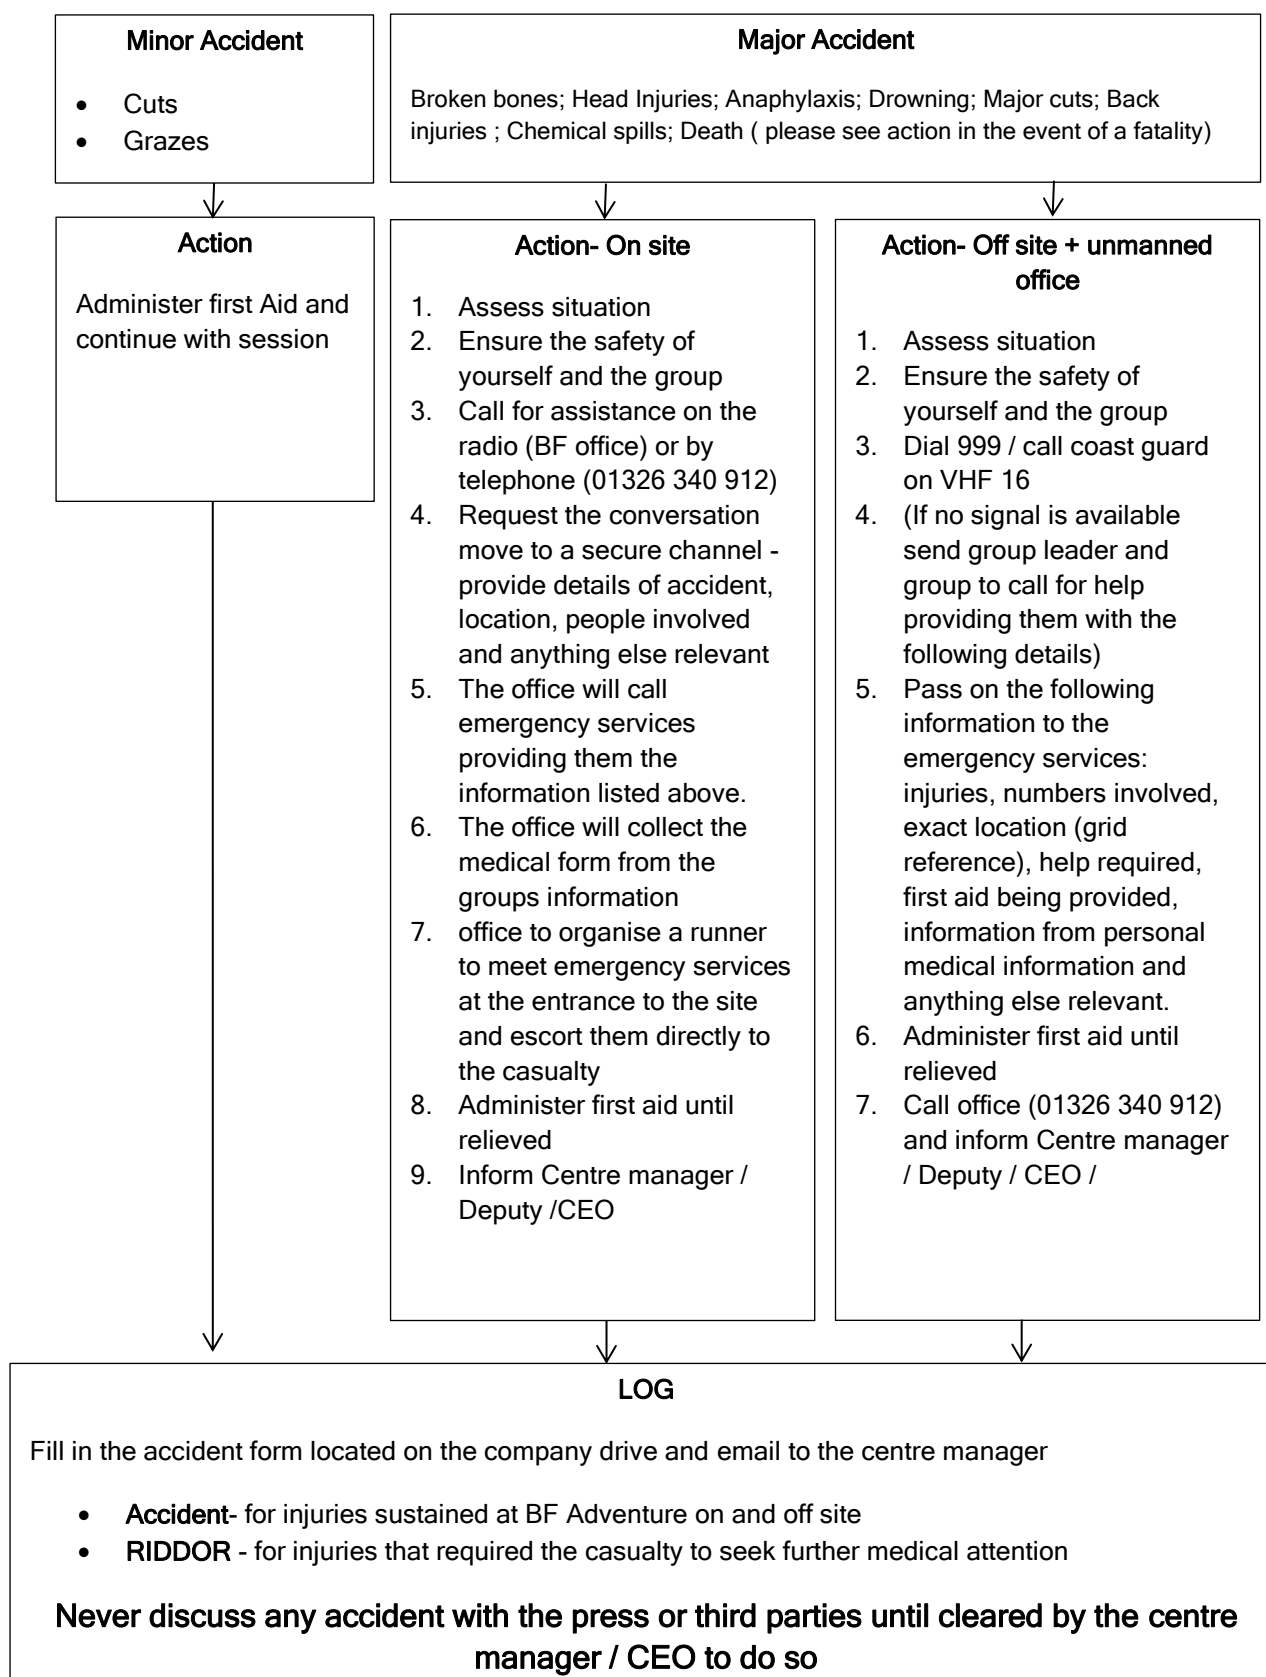 Minor Accident
• Cuts
• Grazes
Major Accident
Broken bones; Head Injuries; Anaphylaxis; Drowning; Major cuts; Back
injuries ; Chemical spills; Death ( please see action in the event of a fatality)
Action
Administer first Aid and
continue with session
Action- On site
1. Assess situation
2. Ensure the safety of
yourself and the group
3. Call for assistance on the
radio (BF office) or by
telephone (01326 340 912)
4. Request the conversation
move to a secure channel -
provide details of accident,
location, people involved
and anything else relevant
5. The office will call
emergency services
providing them the
information listed above.
6. The office will collect the
medical form from the
groups information
7. office to organise a runner
to meet emergency services
at the entrance to the site
and escort them directly to
the casualty
8. Administer first aid until
relieved
9. Inform Centre manager /
Deputy /CEO
Action- Off site + unmanned
office
1. Assess situation
2. Ensure the safety of
yourself and the group
3. Dial 999 / call coast guard
on VHF 16
4. (If no signal is available
send group leader and
group to call for help
providing them with the
following details)
5. Pass on the following
information to the
emergency services:
injuries, numbers involved,
exact location (grid
reference), help required,
first aid being provided,
information from personal
medical information and
anything else relevant.
6. Administer first aid until
relieved
7. Call office (01326 340 912)
and inform Centre manager
/ Deputy / CEO /
LOG
Fill in the accident form located on the company drive and email to the centre manager
• Accident- for injuries sustained at BF Adventure on and off site
• RIDDOR - for injuries that required the casualty to seek further medical attention
Never discuss any accident with the press or third parties until cleared by the centre
manager / CEO to do so